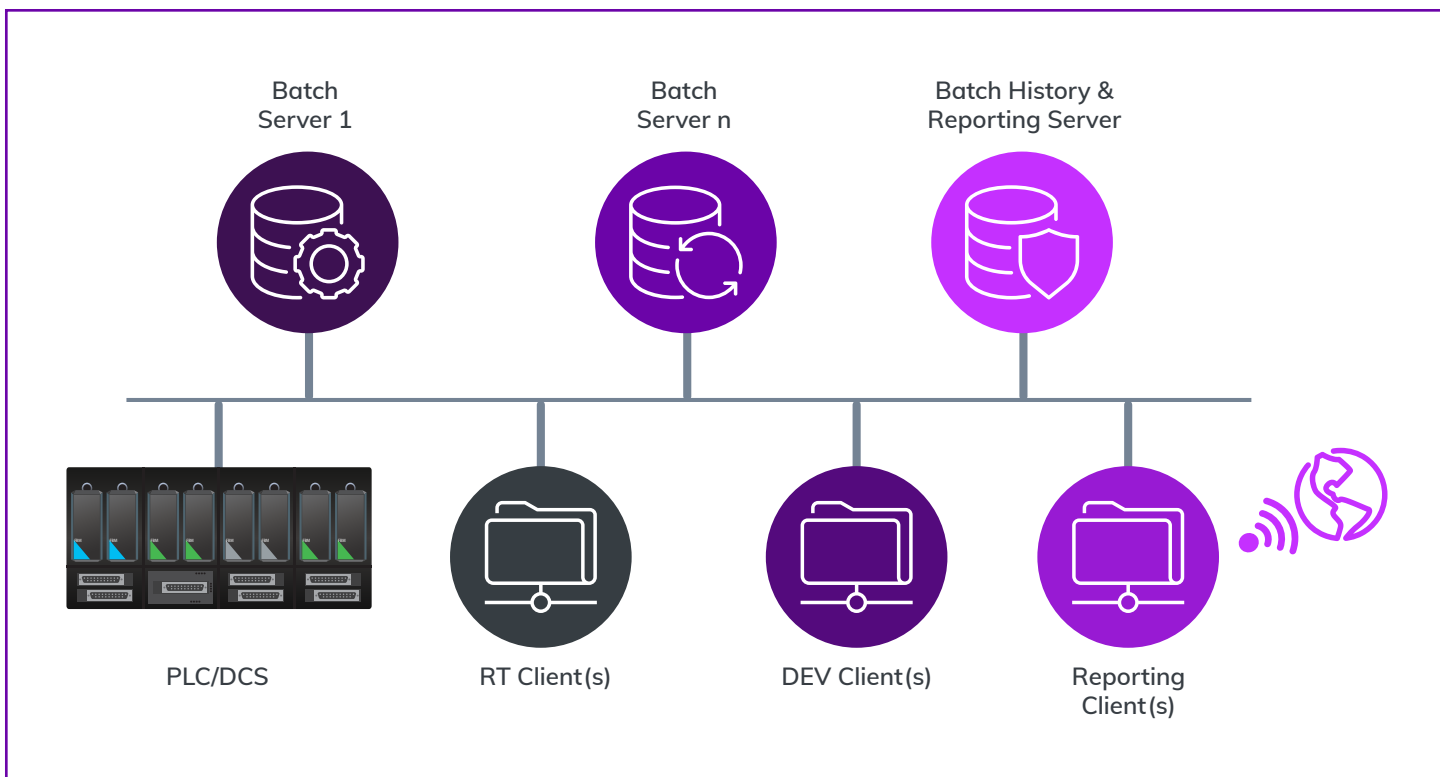 Batch
Server 1
Batch
Server n
Batch History &
Reporting Server
PLC/DCS
RT Client(s)
DEV Client(s)
Reporting
Client(s)